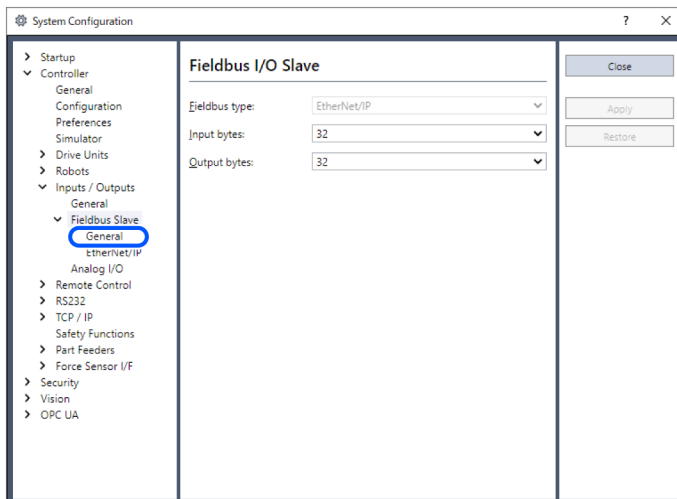 System Configuration
? ×
Startup
Controller
General
Configuration
Preferences
Simulator
Drive Units
Robots
Inputs / Outputs
General
Fieldbus Slave
General
EtherNet/IP
Analog I/O
Remote Control
RS232
TCP / IP
Safety Functions
Part Feeders
Force Sensor I/F
Security
Vision
OPC UA
Fieldbus I/O Slave
Fieldbus type:
EtherNet/IP
Input bytes:
32
Output bytes:
32
Close
Apply
Restore